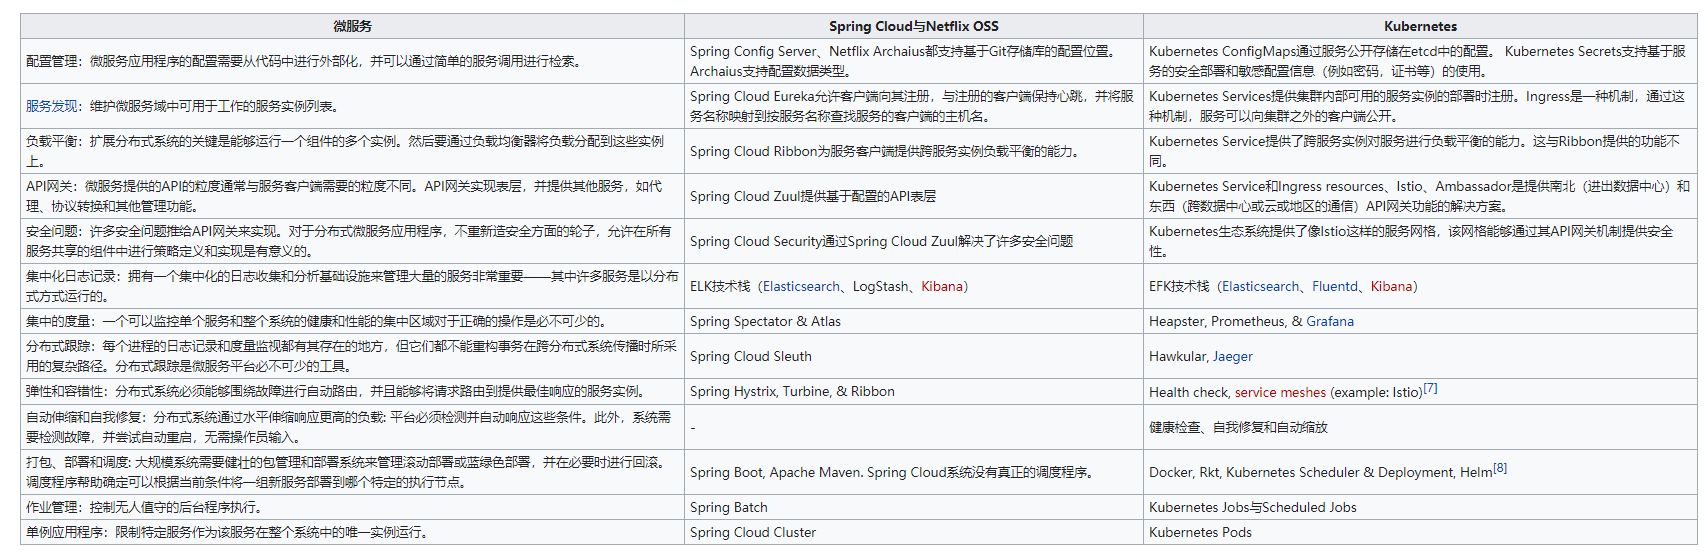 微服务
Spring Cloud与Netflix OSS
Kubernetes
配置管理：微服务应用程序的配置需要从代码中进行外部化，并可以通过简单的服务调用进行检索。
Spring Config Server、Netflix Archaius都支持基于Git存储库的配置位置。
Archaius支持配置数据类型。
Kubernetes ConfigMaps通过服务公开存储在etcd中的配置。 Kubernetes Secrets支持基于服
务的安全部署和敏感配置信息（例如密码，证书等）的使用。
服务发现：维护微服务域中可用于工作的服务实例列表。
Spring Cloud Eureka允许客户端向其注册，与注册的客户端保持心跳，并将服
务名称映射到按服务名称查找服务的客户端的主机名。
Kubernetes Services提供集群内部可用的服务实例的部署时注册。Ingress是一种机制，通过这
种机制，服务可以向集群之外的客户端公开。
负载平衡：扩展分布式系统的关键是能够运行一个组件的多个实例。然后要通过负载均衡器将负载分配到这些实例
上。
Spring Cloud Ribbon为服务客户端提供跨服务实例负载平衡的能力。
Kubernetes Service提供了跨服务实例对服务进行负载平衡的能力。这与Ribbon提供的功能不
同。
API网关：微服务提供的API的粒度通常与服务客户端需要的粒度不同。API网关实现表层，并提供其他服务，如代
理、协议转换和其他管理功能。
Spring Cloud Zuul提供基于配置的API表层
Kubernetes Service和Ingress resources、Istio、Ambassador是提供南北（进出数据中心）和
东西（跨数据中心或云或地区的通信）API网关功能的解决方案。
安全问题：许多安全问题推给API网关来实现。对于分布式微服务应用程序，不重新造安全方面的轮子，允许在所有
服务共享的组件中进行策略定义和实现是有意义的。
Spring Cloud Security通过Spring Cloud Zuul解决了许多安全问题
Kubernetes生态系统提供了像Istio这样的服务网格，该网格能够通过其API网关机制提供安全
性。
集中化日志记录：拥有一个集中化的日志收集和分析基础设施来管理大量的服务非常重要——其中许多服务是以分布
式方式运行的。
ELK技术栈（Elasticsearch、LogStash、Kibana）
EFK技术栈（Elasticsearch、Fluentd、Kibana）
集中的度量：一个可以监控单个服务和整个系统的健康和性能的集中区域对于正确的操作是必不可少的。
Spring Spectator & Atlas
Heapster, Prometheus, & Grafana
分布式跟踪：每个进程的日志记录和度量监视都有其存在的地方，但它们都不能重构事务在跨分布式系统传播时所采
用的复杂路径。分布式跟踪是微服务平台必不可少的工具。
Spring Cloud Sleuth
Hawkular, Jaeger
弹性和容错性：分布式系统必须能够围绕故障进行自动路由，并且能够将请求路由到提供最佳响应的服务实例。
Spring Hystrix, Turbine, & Ribbon
Health check, service meshes (example: Istio)[7]
自动伸缩和自我修复：分布式系统通过水平伸缩响应更高的负载: 平台必须检测并自动响应这些条件。此外，系统需
要检测故障，并尝试自动重启，无需操作员输入。
-
健康检查、自我修复和自动缩放
打包、部署和调度: 大规模系统需要健壮的包管理和部署系统来管理滚动部署或蓝绿色部署，并在必要时进行回滚。
调度程序帮助确定可以根据当前条件将一组新服务部署到哪个特定的执行节点。
Spring Boot, Apache Maven. Spring Cloud系统没有真正的调度程序。
Docker, Rkt, Kubernetes Scheduler & Deployment, Helm[8]
作业管理：控制无人值守的后台程序执行。
Spring Batch
Kubernetes Jobs与Scheduled Jobs
单例应用程序：限制特定服务作为该服务在整个系统中的唯一实例运行。
Spring Cloud Cluster
Kubernetes Pods